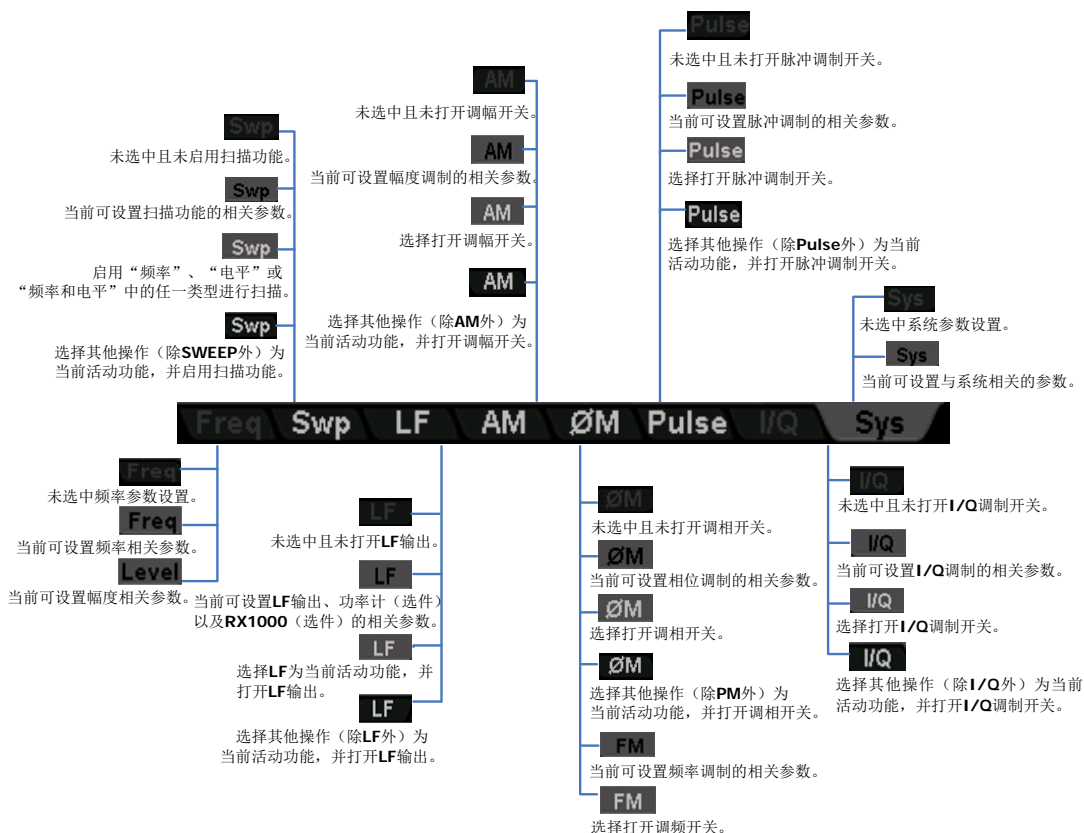 Pulse
未选中且未打开脉冲调制开关。
Pulse
当前可设置脉冲调制的相关参数。
Pulse
选择打开脉冲调制开关。
Pulse
选择其他操作（除Pulse外）为当前
活动功能，并打开脉冲调制开关。
AM
未选中且未打开调幅开关。
AM
当前可设置幅度调制的相关参数。
AM
选择打开调幅开关。
AM
选择其他操作（除AM外）为
当前活动功能，并打开调幅开关。
Swp
未选中且未启用扫描功能。
Swp
当前可设置扫描功能的相关参数。
Swp
启用“频率”、“电平”或
“频率和电平”中的任一类型进行扫描。
Swp
选择其他操作（除SWEEP外）为
当前活动功能，并启用扫描功能。
Sys
未选中系统参数设置。
Sys
当前可设置与系统相关的参数。
Freq Swp LF AM ØM Pulse I/Q Sys
Freq
未选中频率参数设置。
Freq
当前可设置频率相关参数。
Level
当前可设置幅度相关参数。
LF
未选中且未打开LF输出。
LF
当前可设置LF输出、功率计（选件）
以及RX1000（选件）的相关参数。
LF
选择LF为当前活动功能，并
打开LF输出。
LF
选择其他操作（除LF外）为
当前活动功能，并打开LF输出。
ØM
未选中且未打开调相开关。
ØM
当前可设置相位调制的相关参数。
ØM
选择打开调相开关。
ØM
选择其他操作（除PM外）为
当前活动功能，并打开调相开关。
FM
当前可设置频率调制的相关参数。
FM
选择打开调频开关。
I/Q
未选中且未打开I/Q调制开关。
I/Q
当前可设置I/Q调制的相关参数。
I/Q
选择打开I/Q调制开关。
I/Q
选择其他操作（除I/Q外）为当前
活动功能，并打开I/Q调制开关。